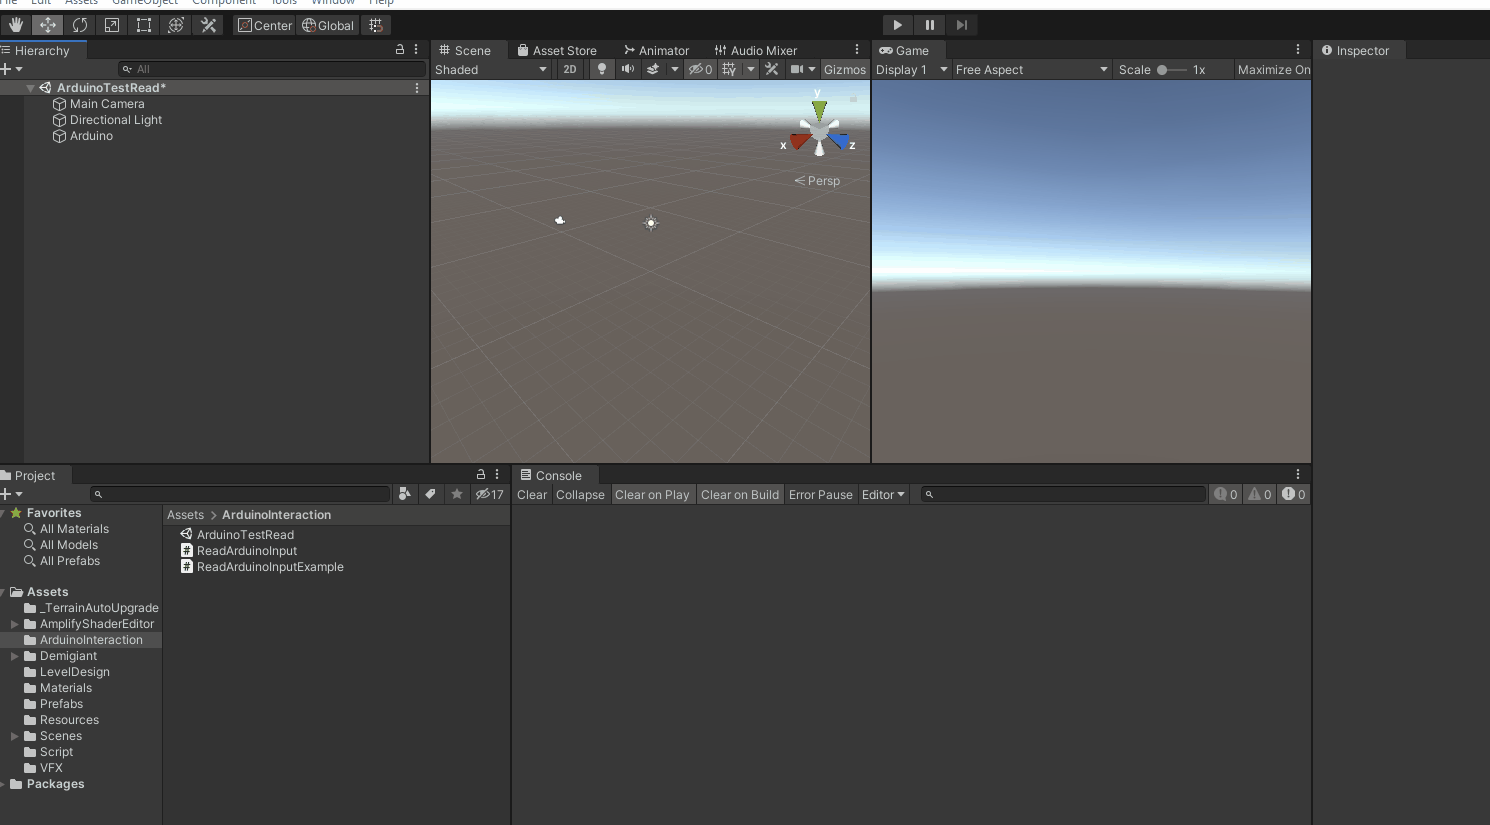 File Edit Assets GameObject Component Tools Window Help
Center Global
Hierarchy
All
ArduinoTestRead*
Main Camera
Directional Light
Arduino
Scene Asset Store Animator Audio Mixer
Shaded 2D 0 Gizmos
y
x z
< Persp
Game
Display 1 Free Aspect Scale 1x Maximize On
Inspector
Project
17
Favorites
All Materials
All Models
All Prefabs
Assets
_TerrainAutoUpgrade
AmplifyShaderEditor
ArduinoInteraction
Demigiant
LevelDesign
Materials
Prefabs
Resources
Scenes
Script
VFX
Packages
Assets > ArduinoInteraction
ArduinoTestRead
# ReadArduinoInput
# ReadArduinoInputExample
Console
Clear Collapse Clear on Play Clear on Build Error Pause Editor 0 0 0